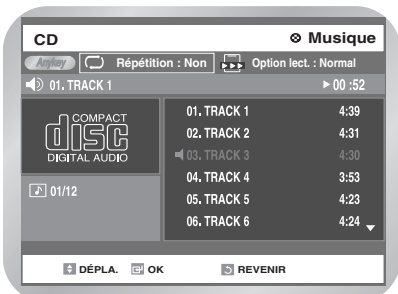 CD Musique
Anykey Répétition : Non Option lect. : Normal
01. TRACK 1 00 :52
COMPACT
disc
DIGITAL AUDIO
01/12
01. TRACK 1 4:39
02. TRACK 2 4:31
03. TRACK 3 4:30
04. TRACK 4 3:53
05. TRACK 5 4:23
06. TRACK 6 4:24
DÉPLA. OK REVENIR